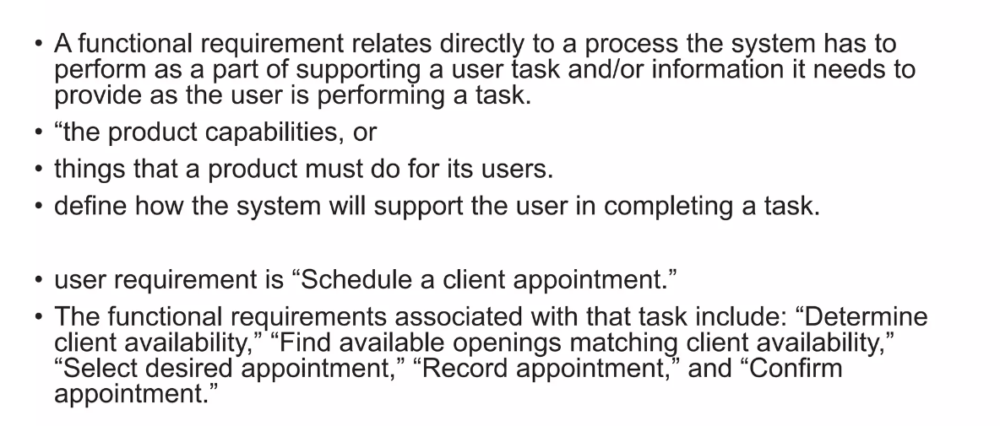 • A functional requirement relates directly to a process the system has to
perform as a part of supporting a user task and/or information it needs to
provide as the user is performing a task.
• “the product capabilities, or
• things that a product must do for its users.
• define how the system will support the user in completing a task.
• user requirement is “Schedule a client appointment.”
• The functional requirements associated with that task include: “Determine
client availability,” “Find available openings matching client availability,”
“Select desired appointment,” “Record appointment,” and “Confirm
appointment.”